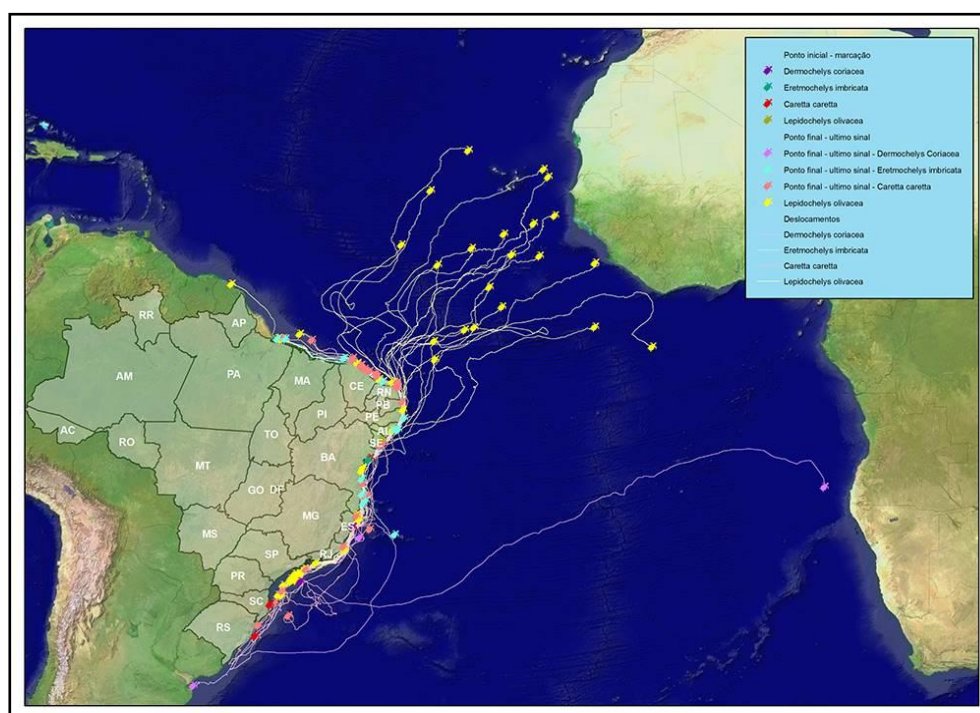 Ponto inicial - marcação
Dermochelys coriacea
Eretmochelys imbricata
Caretta caretta
Lepidochelys olivacea
Ponto final - ultimo sinal
Ponto final - ultimo sinal - Dermochelys Coriacea
Ponto final - ultimo sinal - Eretmochelys imbricata
Ponto final - ultimo sinal - Caretta caretta
Lepidochelys olivacea
Deslocamentos
Dermochelys coriacea
Eretmochelys imbricata
Caretta caretta
Lepidochelys olivacea
RR
AP
AM
PA
MA
CE
RN
PB
PI
PE
AL
AC
RO
TO
SE
MT
BA
GO
DF
MG
ES
MS
SP
RJ
PR
SC
RS